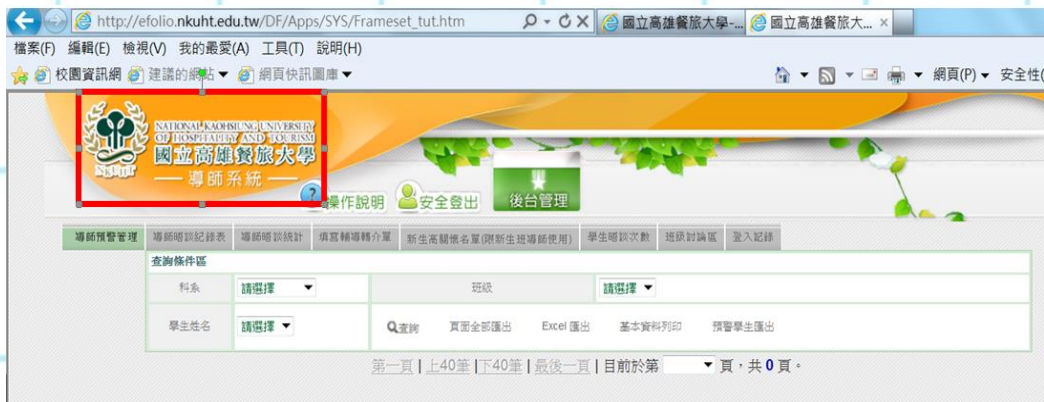 http://efolio.nkuht.edu.tw/DF/Apps/SYS/Frameset_tut.htm 國立高雄餐旅大學-... 國立高雄餐旅大...
檔案(F) 編輯(E) 檢視(V) 我的最愛(A) 工具(T) 說明(H)
校園資訊網 建議的網站 網頁快訊圖庫 網頁(P) 安全性(
NATIONAL KAOHSIUNG UNIVERSITY
OF HOSPITALITY AND TOURISM
國立高雄餐旅大學
NKUHT
導師系統
操作說明 安全登出 後台管理
導師預警管理 導師晤談記錄表 導師晤談統計 填寫輔導轉介單 新生高關懷名單(限新生班導師使用) 學生晤談次數 班級討論區 登入記錄
查詢條件區
科系 請選擇 班級 請選擇
學生姓名 請選擇 查詢 頁面全部匯出 Excel 匯出 基本資料列印 預警學生匯出
第一頁 | 上40筆 | 下40筆 | 最後一頁 | 目前於第 頁，共 0 頁。